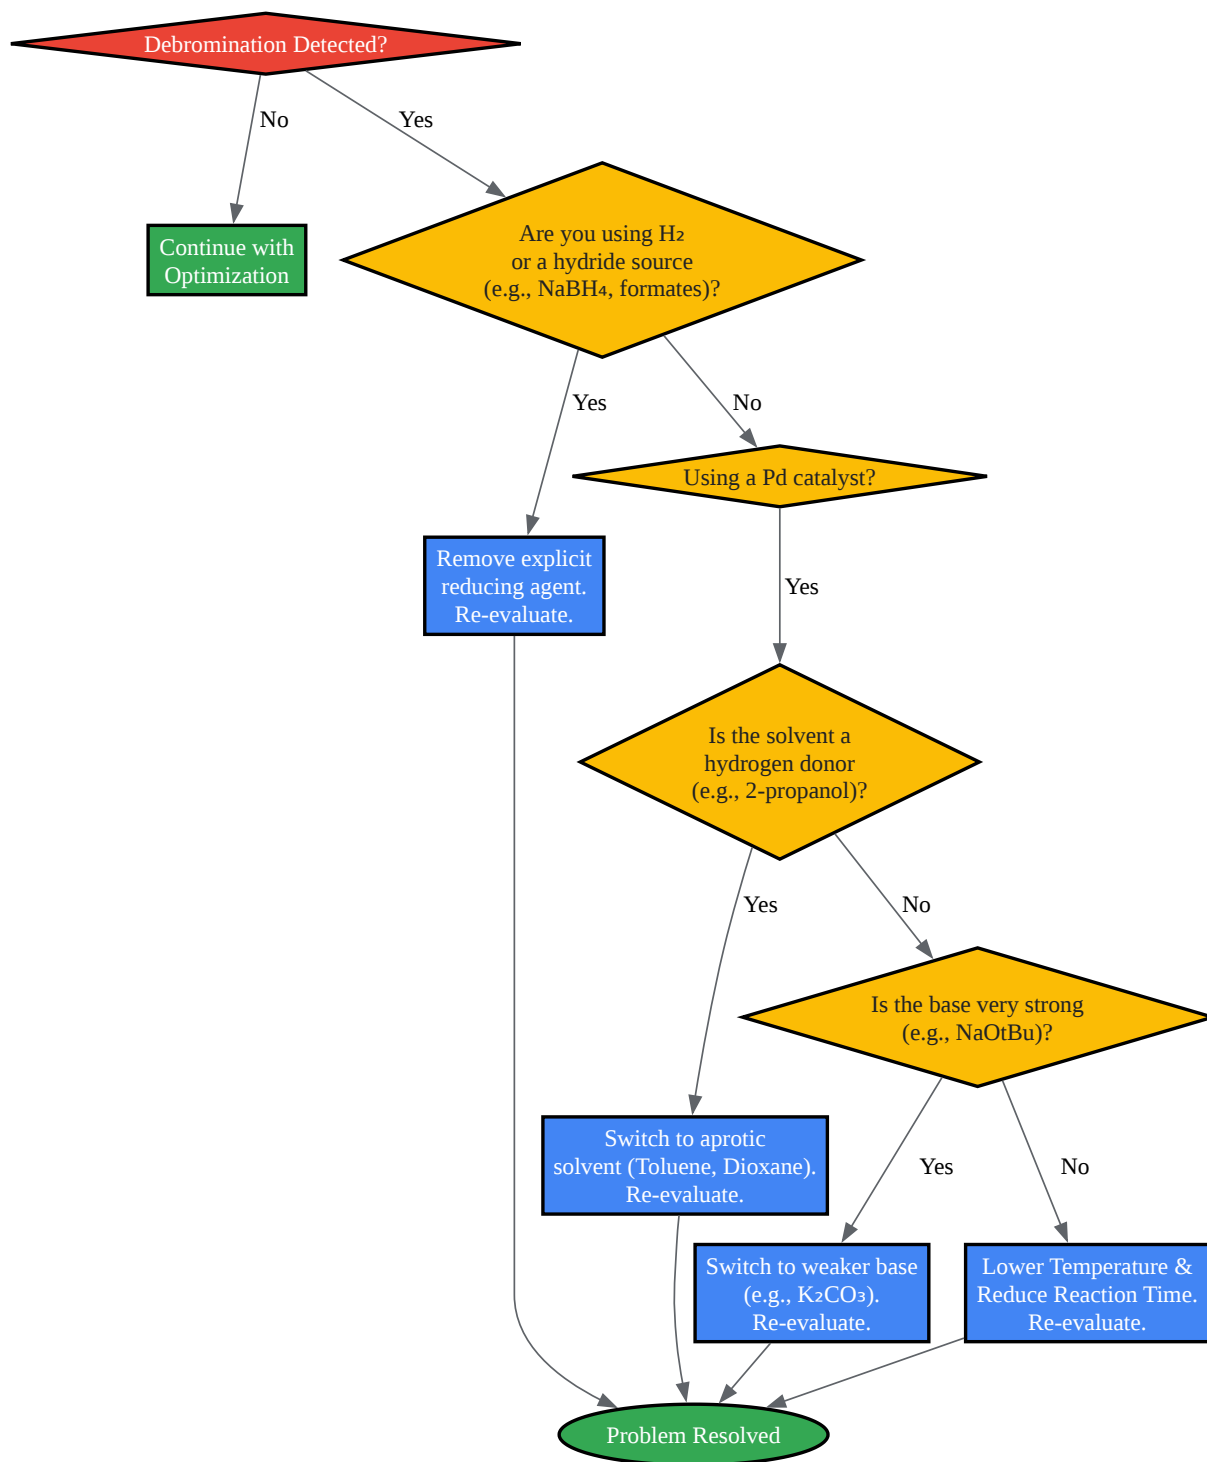 Debromination Detected?
No
Yes
Continue with
Optimization
Are you using H₂
or a hydride source
(e.g., NaBH₄, formates)?
Yes
No
Using a Pd catalyst?
Remove explicit
reducing agent.
Re-evaluate.
Yes
Is the solvent a
hydrogen donor
(e.g., 2-propanol)?
Yes
No
Is the base very strong
(e.g., NaOtBu)?
Switch to aprotic
solvent (Toluene, Dioxane).
Re-evaluate.
Yes
No
Switch to weaker base
(e.g., K₂CO₃).
Re-evaluate.
Lower Temperature &
Reduce Reaction Time.
Re-evaluate.
Problem Resolved